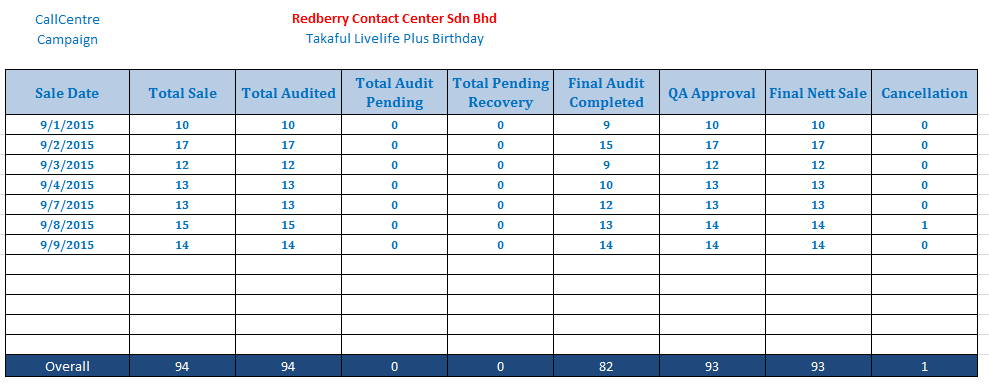 CallCentre Redberry Contact Center Sdn Bhd
Campaign Takaful Livelife Plus Birthday
Sale Date Total Sale Total Audited Total Audit Pending Total Pending Recovery Final Audit Completed QA Approval Final Nett Sale Cancellation
9/1/2015 10 10 0 0 9 10 10 0
9/2/2015 17 17 0 0 15 17 17 0
9/3/2015 12 12 0 0 9 12 12 0
9/4/2015 13 13 0 0 10 13 13 0
9/7/2015 13 13 0 0 12 13 13 0
9/8/2015 15 15 0 0 13 14 14 1
9/9/2015 14 14 0 0 14 14 14 0
Overall 94 94 0 0 82 93 93 1